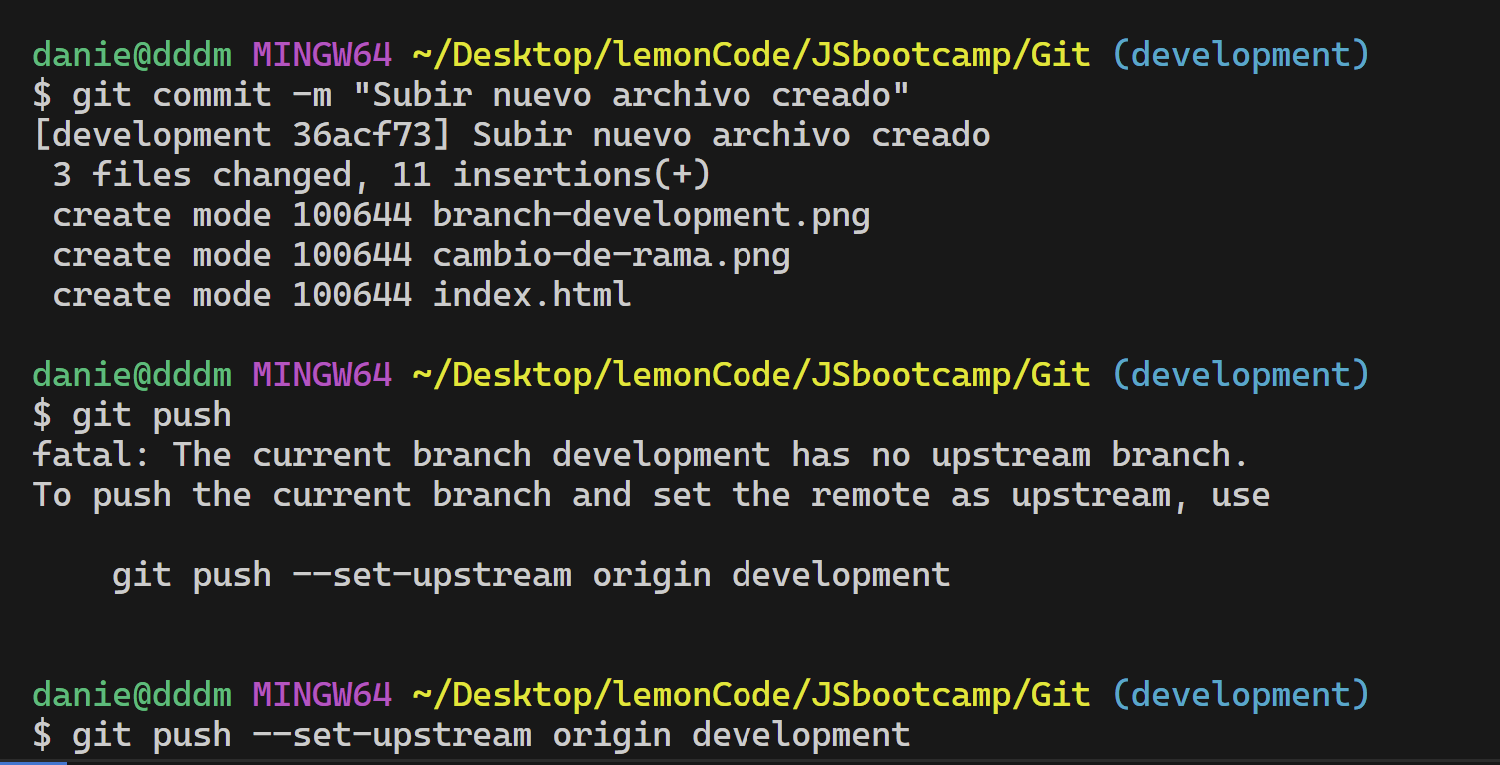 danie@dddm MINGW64 ~/Desktop/lemonCode/JSbootcamp/Git (development)
$ git commit -m "Subir nuevo archivo creado"
[development 36acf73] Subir nuevo archivo creado
 3 files changed, 11 insertions(+)
 create mode 100644 branch-development.png
 create mode 100644 cambio-de-rama.png
 create mode 100644 index.html
danie@dddm MINGW64 ~/Desktop/lemonCode/JSbootcamp/Git (development)
$ git push
fatal: The current branch development has no upstream branch.
To push the current branch and set the remote as upstream, use
    git push --set-upstream origin development
danie@dddm MINGW64 ~/Desktop/lemonCode/JSbootcamp/Git (development)
$ git push --set-upstream origin development